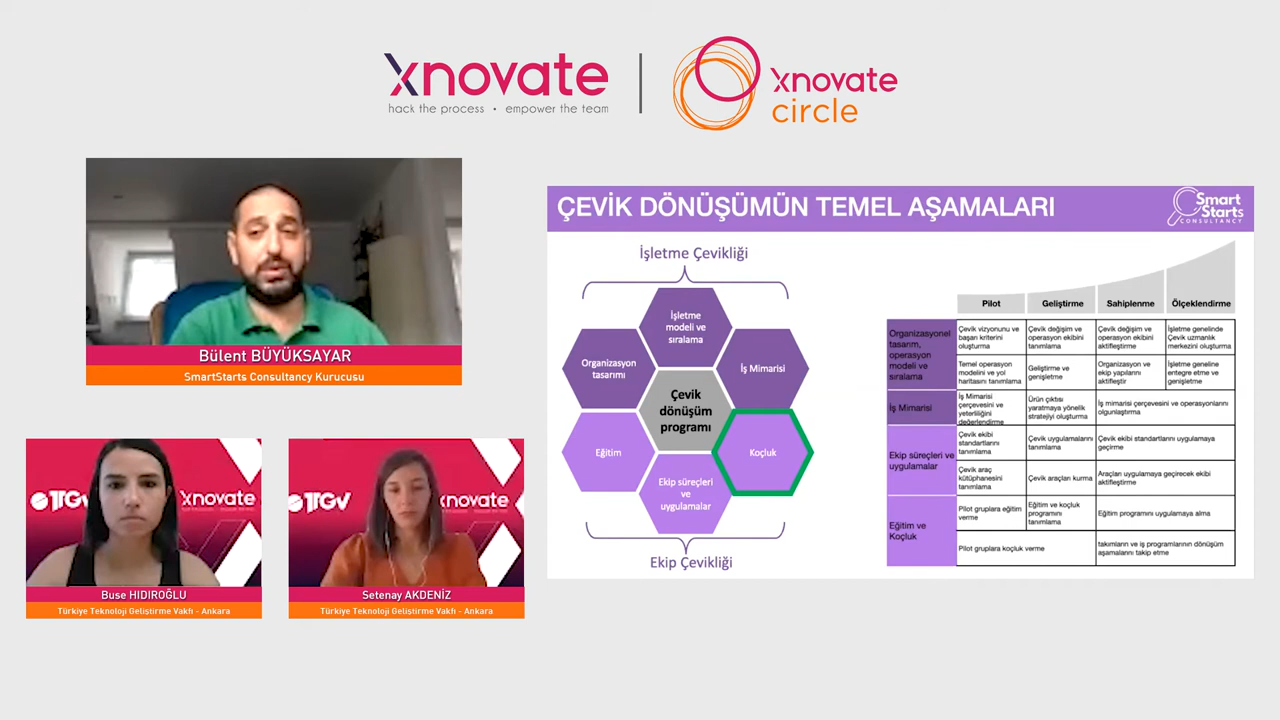 xnovate
hack the process • empower the team
xnovate
circle
Bülent BÜYÜKSAYAR
SmartStarts Consultancy Kurucusu
TTGV
xnovate
Buse HIDIROĞLU
Türkiye Teknoloji Geliştirme Vakfı - Ankara
TTGV
xnovate
Setenay AKDENİZ
Türkiye Teknoloji Geliştirme Vakfı - Ankara
ÇEVİK DÖNÜŞÜMÜN TEMEL AŞAMALARI
Smart
Starts
CONSULTANCY
İşletme Çevikliği
İşletme
modeli ve
sıralama
Organizasyon
tasarımı
İş Mimarisi
Çevik
dönüşüm
programı
Eğitim
Koçluk
Ekip süreçleri
ve
uygulamalar
Ekip Çevikliği
Pilot
Geliştirme
Sahiplenme
Ölçeklendirme
Organizasyonel
tasarım,
operasyon
modeli ve
sıralama
Çevik vizyonunu ve
başarı kriterini
oluşturma
Çevik değişim ve
operasyon ekibini
tanımlama
Çevik değişim ve
operasyon ekibini
aktifleştirme
İşletme genelinde
Çevik uzmanlık
merkezini oluşturma
Temel operasyon
modelini ve yol
haritasını tanımlama
Geliştirme ve
genişletme
Organizasyon ve
ekip yapılarını
aktifleştir
İşletme geneline
entegre etme ve
genişletme
İş Mimarisi
İş Mimarisi
çerçevesini ve
yeterliliğini
değerlendirme
Ürün çıktısı
yaratmaya yönelik
stratejiyi oluşturma
İş mimarisi çerçevesini ve operasyonlarını
olgunlaştırma
Ekip süreçleri ve
uygulamalar
Çevik ekibi
standartlarını
tanımlama
Çevik uygulamalarını
tanımlama
Çevik ekibi standartlarını uygulamaya
geçirme
Çevik araç
kütüphanesini
tanımlama
Çevik araçları kurma
Araçları uygulamaya geçirecek ekibi
aktifleştirme
Eğitim ve
Koçluk
Pilot gruplara eğitim
verme
Eğitim ve koçluk
programını
tanımlama
Eğitim programını uygulamaya alma
Pilot gruplara koçluk verme
takımların ve iş programlarının dönüşüm
aşamalarını takip etme